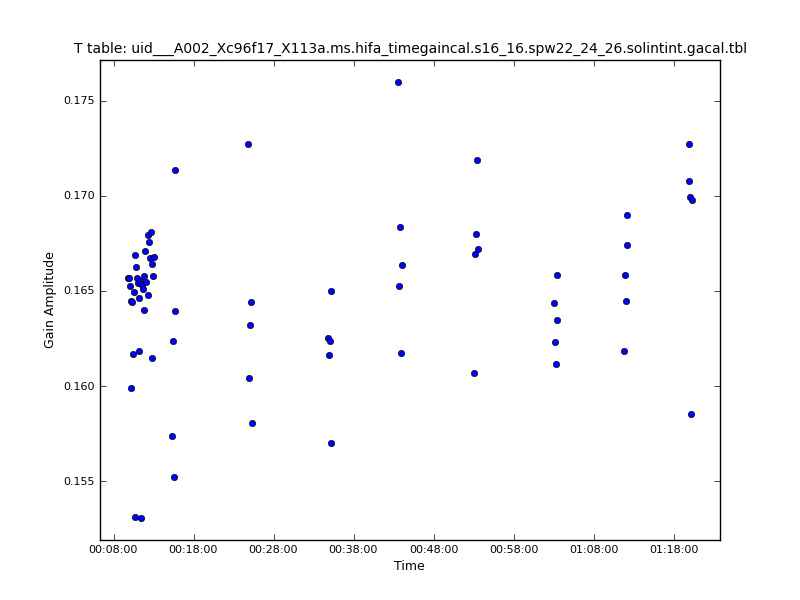 T table: uid___A002_Xc96f17_X113a.ms.hifa_timegaincal.s16_16.spw22_24_26.solintint.gacal.tbl
0.175
0.170
0.165
0.160
0.155
Gain Amplitude
00:08:00 00:18:00 00:28:00 00:38:00 00:48:00 00:58:00 01:08:00 01:18:00
Time